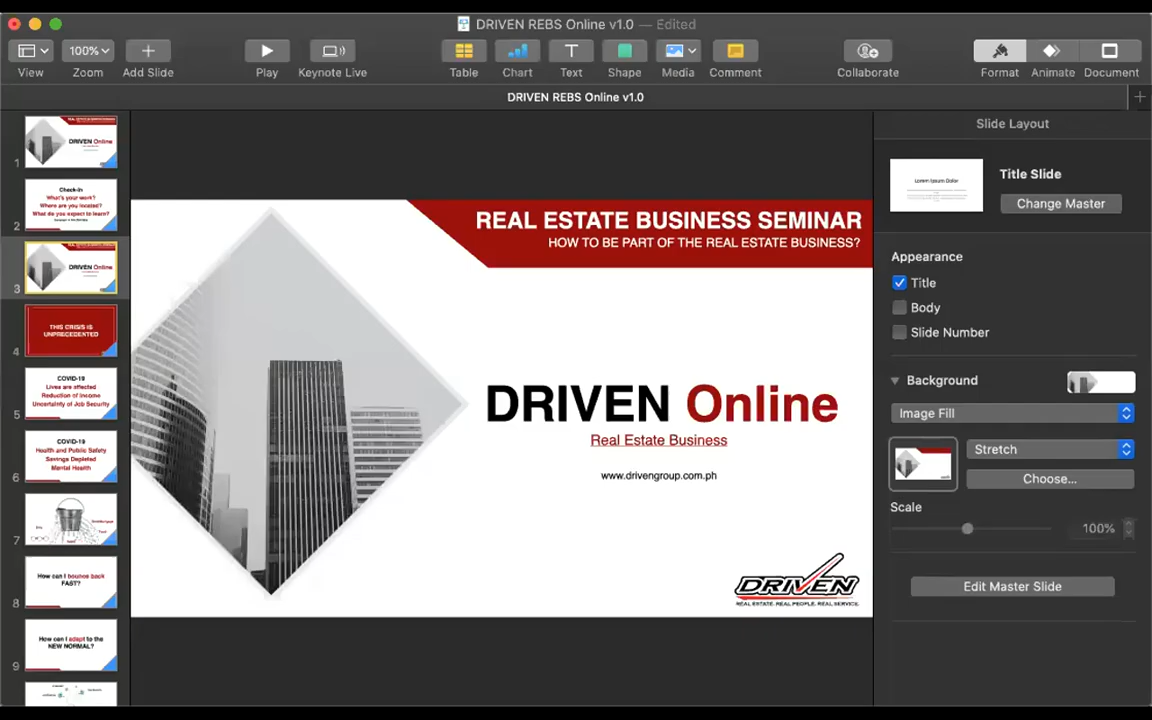 DRIVEN REBS Online v1.0 — Edited
100%
View
Zoom
Add Slide
Play
Keynote Live
Table
Chart
Text
Shape
Media
Comment
Collaborate
Format
Animate
Document
DRIVEN REBS Online v1.0
1
DRIVEN Online
2
Check-in
What's your work?
Where are you located?
What do you expect to learn?
3
DRIVEN Online
4
THIS CRISIS IS
UNPRECEDENTED
5
COVID-19
Lives are affected
Reduction of Income
Uncertainty of Job Security
6
COVID-19
Health and Public Safety
Savings Depleted
Mental Health
7
8
How can I bounce back
FAST?
9
How can I adapt to the
NEW NORMAL?
REAL ESTATE BUSINESS SEMINAR
HOW TO BE PART OF THE REAL ESTATE BUSINESS?
DRIVEN Online
Real Estate Business
www.drivengroup.com.ph
DRIVEN
REAL ESTATE. REAL PEOPLE. REAL SERVICE.
Slide Layout
Lorem Ipsum Dolor
Title Slide
Change Master
Appearance
Title
Body
Slide Number
Background
Image Fill
Stretch
Choose...
Scale
100%
Edit Master Slide